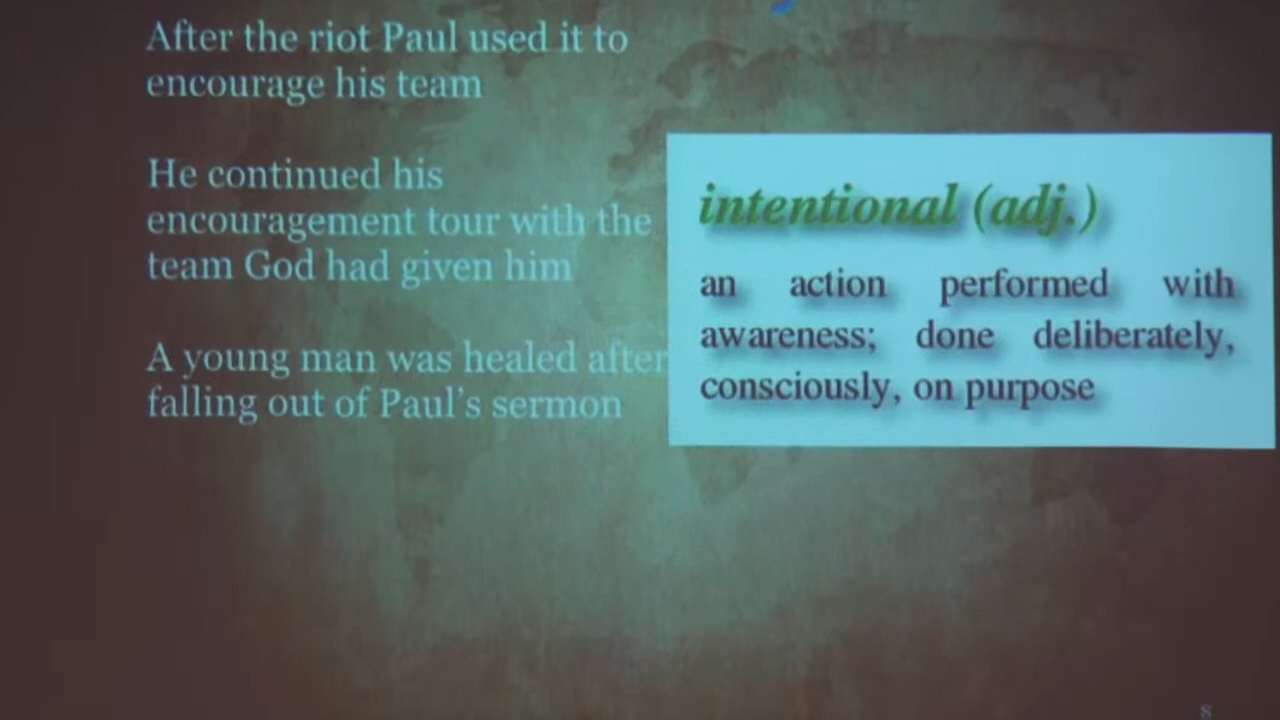 After the riot Paul used it to
encourage his team
He continued his
encouragement tour with the
team God had given him
A young man was healed after
falling out of Paul's sermon
intentional (adj.)
an action performed with
awareness; done deliberately,
consciously, on purpose
8